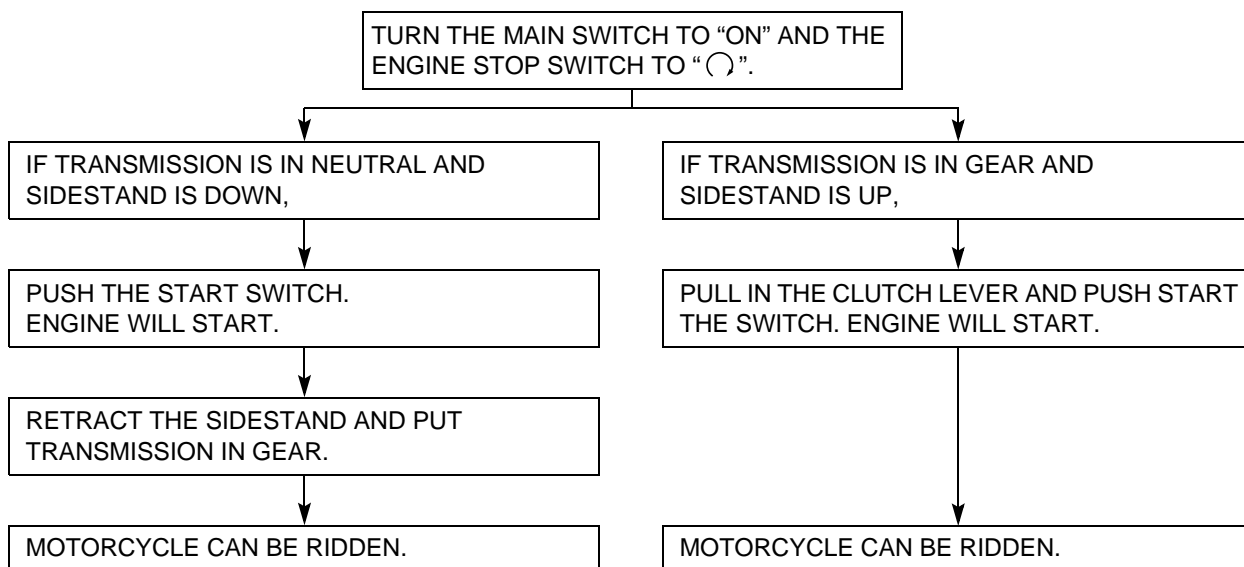 TURN THE MAIN SWITCH TO “ON” AND THE
ENGINE STOP SWITCH TO “ ”.
IF TRANSMISSION IS IN NEUTRAL AND
SIDESTAND IS DOWN,
PUSH THE START SWITCH.
ENGINE WILL START.
RETRACT THE SIDESTAND AND PUT
TRANSMISSION IN GEAR.
MOTORCYCLE CAN BE RIDDEN.
IF TRANSMISSION IS IN GEAR AND
SIDESTAND IS UP,
PULL IN THE CLUTCH LEVER AND PUSH START
THE SWITCH. ENGINE WILL START.
MOTORCYCLE CAN BE RIDDEN.